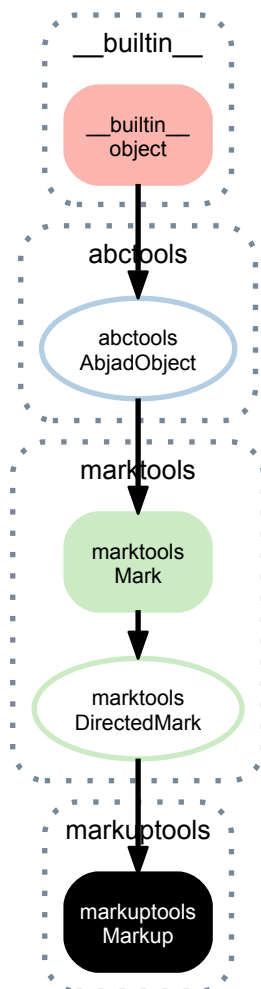 __builtin__
__builtin__
object
abctools
abctools
AbjadObject
marktools
marktools
Mark
marktools
DirectedMark
markuptools
markuptools
Markup